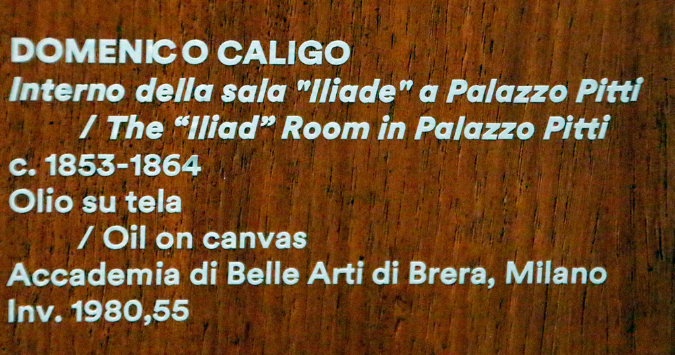 DOMENICO CALIGO
Interno della sala "Iliade" a Palazzo Pitti
/ The “Iliad” Room in Palazzo Pitti
c. 1853-1864
Olio su tela
/ Oil on canvas
Accademia di Belle Arti di Brera, Milano
Inv. 1980,55